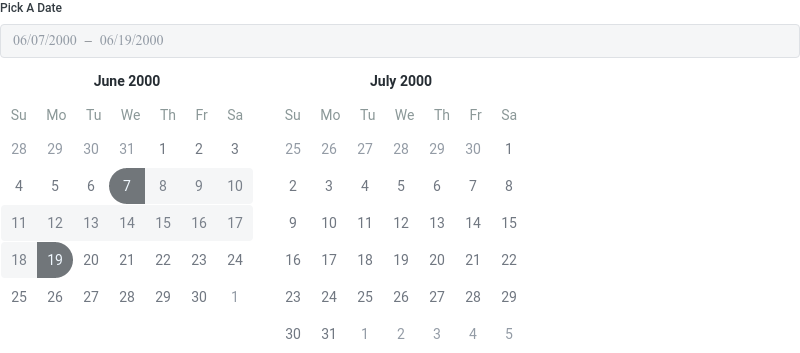 Pick A Date
06/07/2000 – 06/19/2000
June 2000
Su Mo Tu We Th Fr Sa
28 29 30 31 1 2 3
4 5 6 7 8 9 10
11 12 13 14 15 16 17
18 19 20 21 22 23 24
25 26 27 28 29 30 1
July 2000
Su Mo Tu We Th Fr Sa
25 26 27 28 29 30 1
2 3 4 5 6 7 8
9 10 11 12 13 14 15
16 17 18 19 20 21 22
23 24 25 26 27 28 29
30 31 1 2 3 4 5